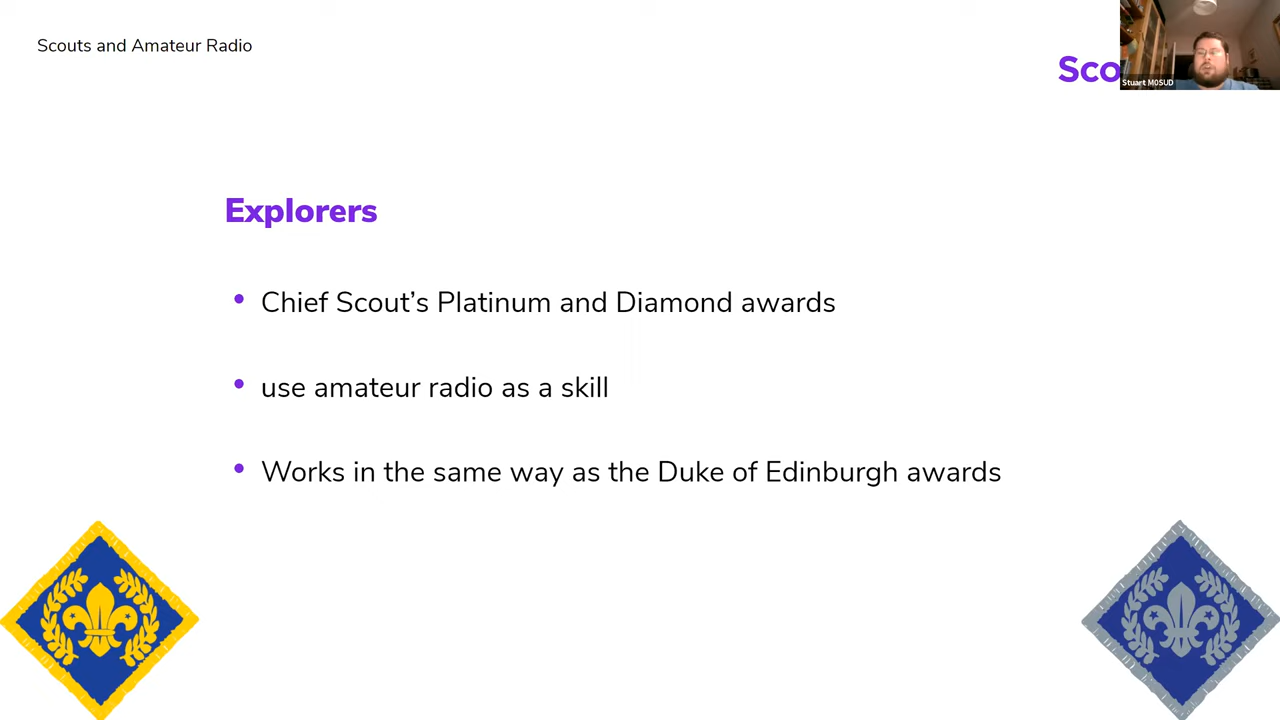 Scouts and Amateur Radio
Sco
Stuart M0SUD
Explorers
• Chief Scout’s Platinum and Diamond awards
• use amateur radio as a skill
• Works in the same way as the Duke of Edinburgh awards